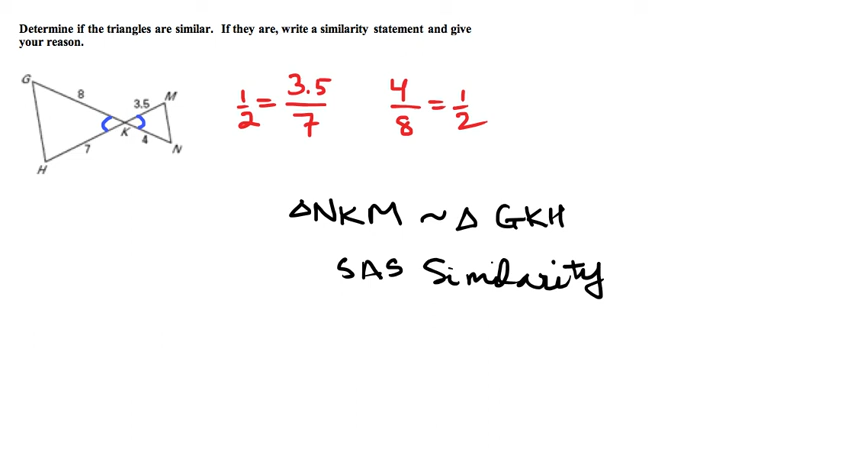 Determine if the triangles are similar. If they are, write a similarity statement and give
your reason.
G
8
3.5
M
K
4
N
7
H
1/2 = 3.5/7
4/8 = 1/2
△NKM ~ △ GKH
SAS Similarity